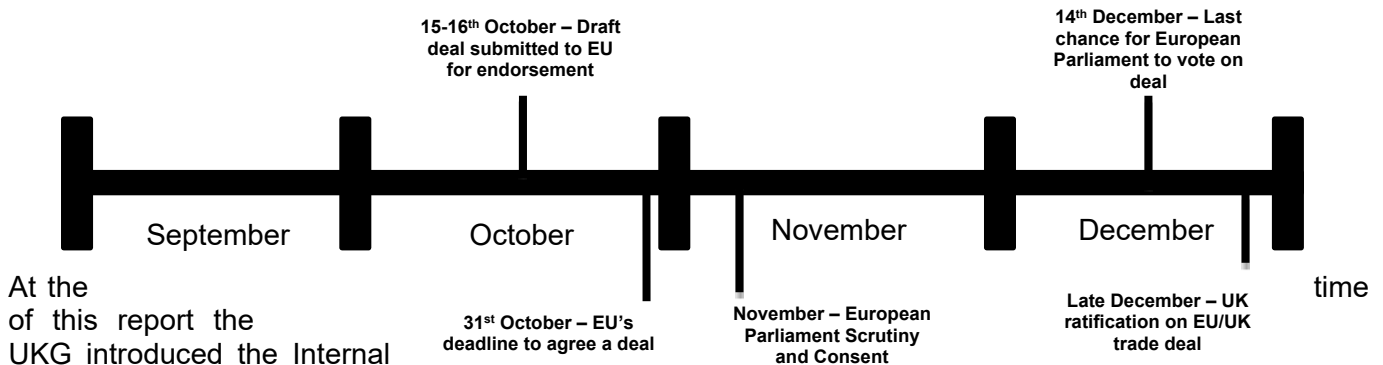 15-16th October – Draft
deal submitted to EU
for endorsement
14th December – Last
chance for European
Parliament to vote on
deal
September
October
November
December
31st October – EU's
deadline to agree a deal
November – European
Parliament Scrutiny
and Consent
Late December – UK
ratification on EU/UK
trade deal
At the time
of this report the
UKG introduced the Internal